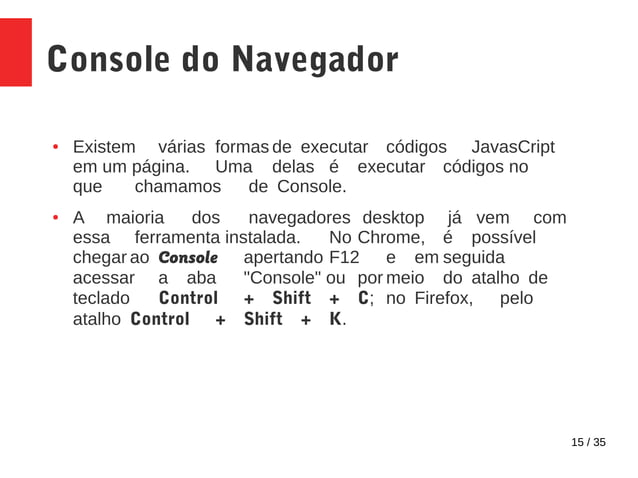 Console do Navegador
• Existem várias formas de executar códigos JavasCript
em um página. Uma delas é executar códigos no
que chamamos de Console.
• A maioria dos navegadores desktop já vem com
essa ferramenta instalada. No Chrome, é possível
chegar ao Console apertando F12 e em seguida
acessar a aba "Console" ou por meio do atalho de
teclado Control + Shift + C; no Firefox, pelo
atalho Control + Shift + K.
15 / 35